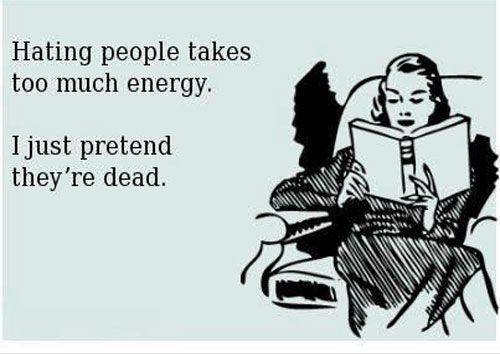 Hating people takes
too much energy.
I just pretend
they're dead.